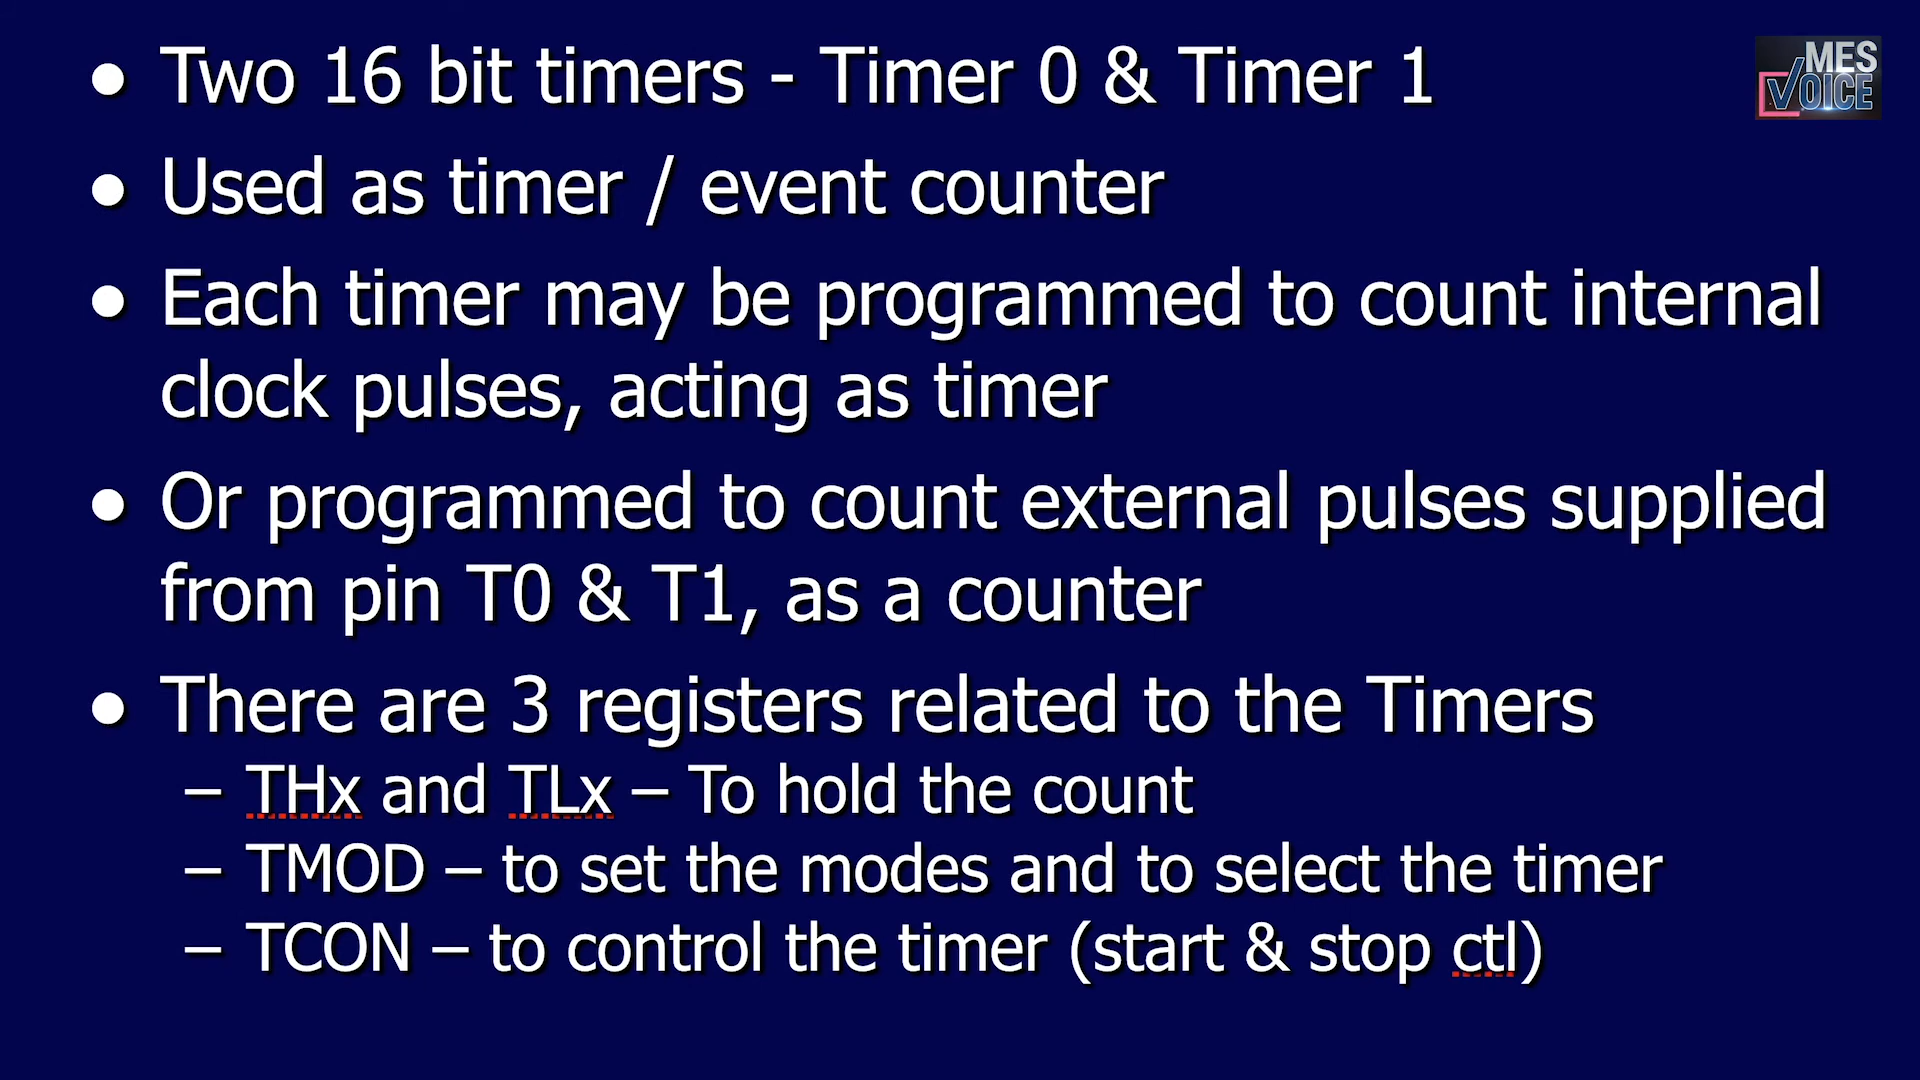 ● Two 16 bit timers - Timer 0 & Timer 1
● Used as timer / event counter
● Each timer may be programmed to count internal
clock pulses, acting as timer
● Or programmed to count external pulses supplied
from pin T0 & T1, as a counter
● There are 3 registers related to the Timers
– THx and TLx – To hold the count
– TMOD – to set the modes and to select the timer
– TCON – to control the timer (start & stop ctl)
MES
VOICE